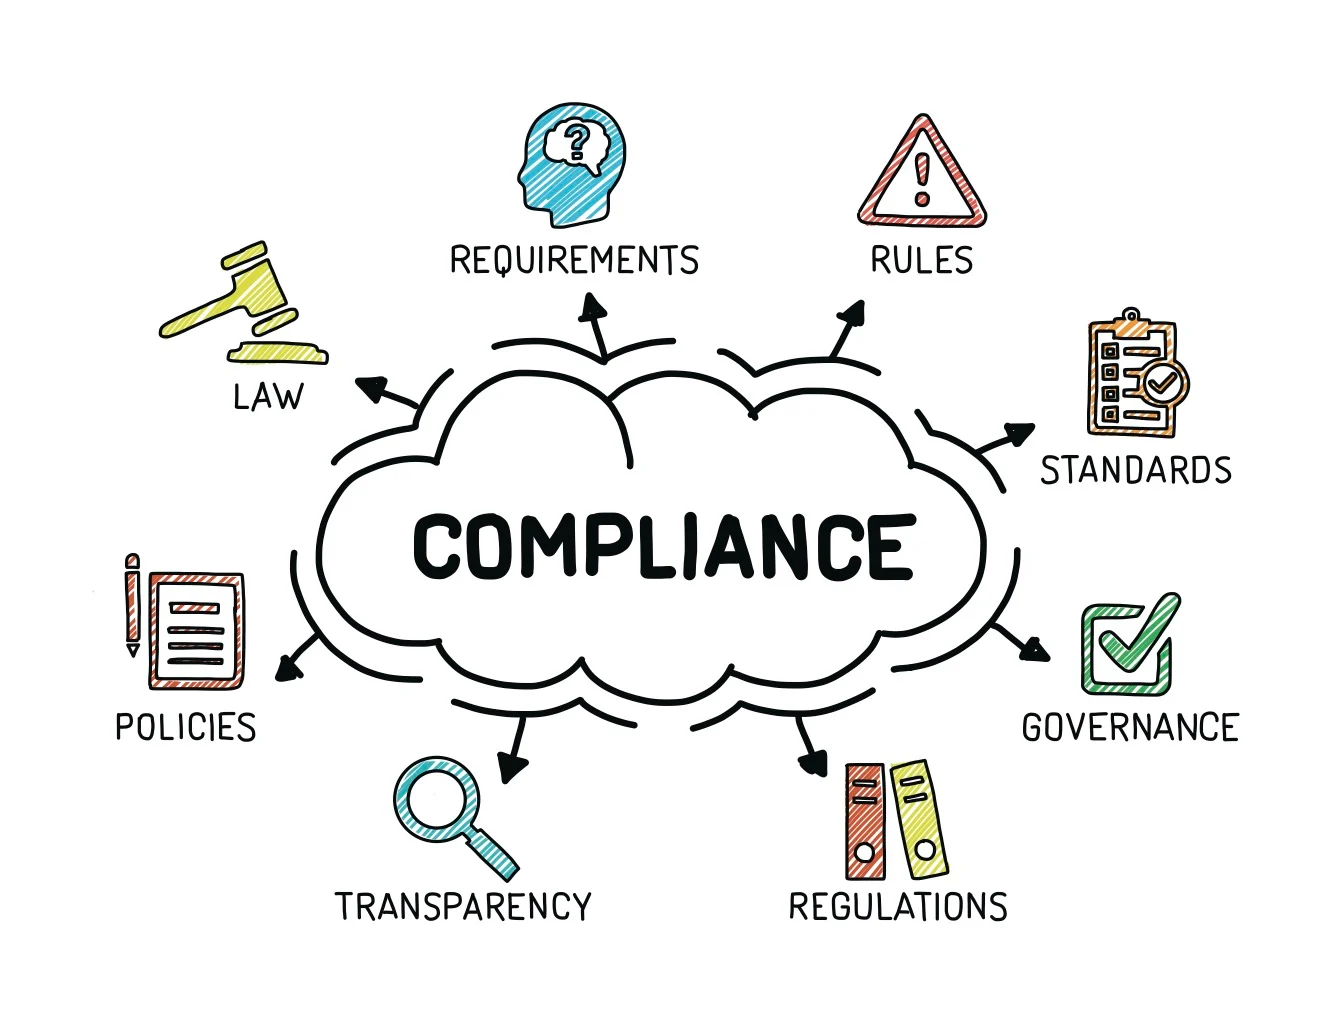 REQUIREMENTS
RULES
LAW
STANDARDS
COMPLIANCE
POLICIES
GOVERNANCE
TRANSPARENCY
REGULATIONS